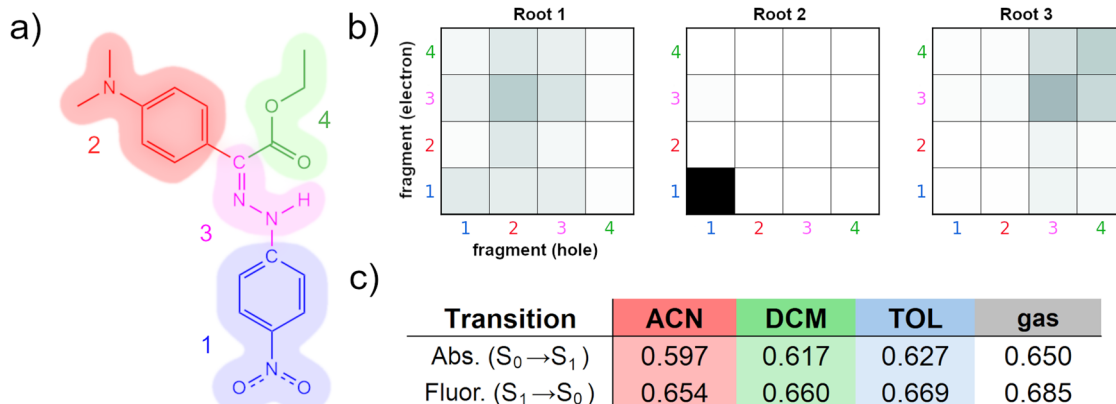 a)
N
O
O
4
2
C
N
H
N
3
C
1
N
O
O
b)
Root 1
Root 2
Root 3
fragment (electron)
4
3
2
1
4
3
2
1
4
3
2
1
1 2 3 4
1 2 3 4
1 2 3 4
fragment (hole)
c)
Transition ACN DCM TOL gas
Abs. (S₀→S₁) 0.597 0.617 0.627 0.650
Fluor. (S₁→S₀) 0.654 0.660 0.669 0.685